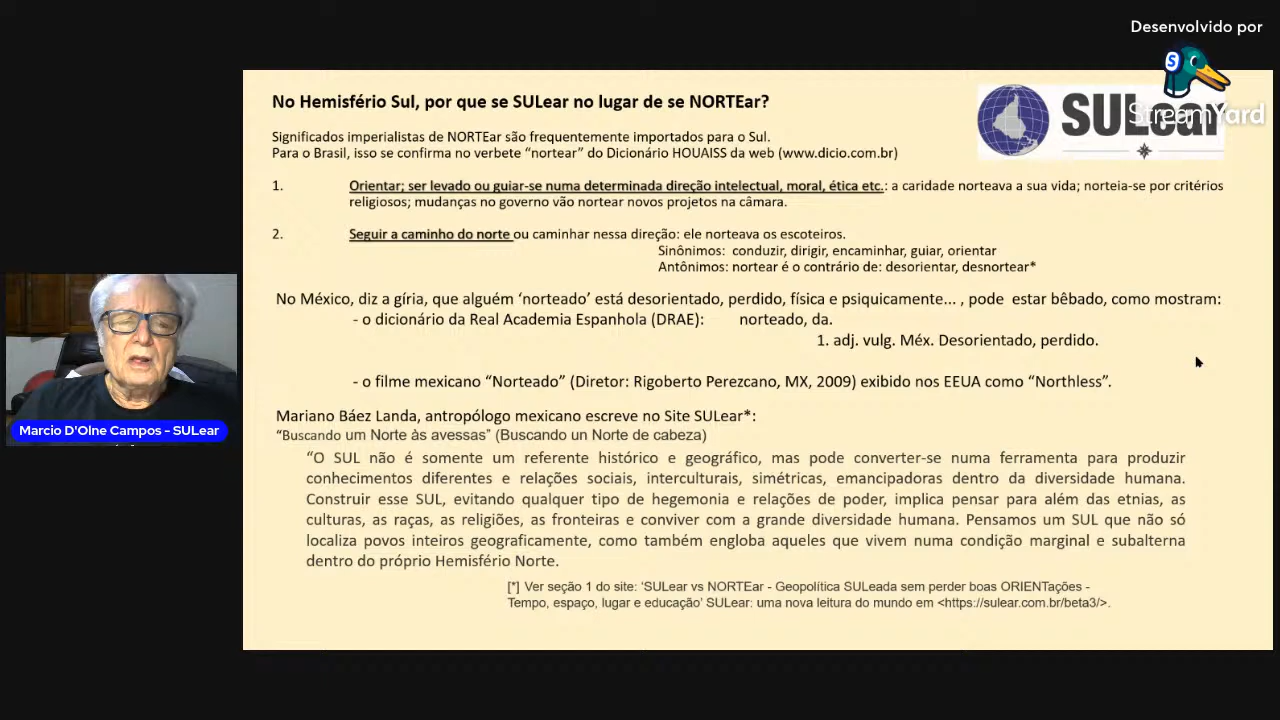 Desenvolvido por
S
StreamYard
No Hemisfério Sul, por que se SULear no lugar de se NORTEar?
SULear
Significados imperialistas de NORTEar são frequentemente importados para o Sul.
Para o Brasil, isso se confirma no verbete “nortear” do Dicionário HOUAISS da web (www.dicio.com.br)
1. Orientar; ser levado ou guiar-se numa determinada direção intelectual, moral, ética etc.: a caridade norteava a sua vida; norteia-se por critérios
religiosos; mudanças no governo vão nortear novos projetos na câmara.
2. Seguir a caminho do norte ou caminhar nessa direção: ele norteava os escoteiros.
Sinônimos: conduzir, dirigir, encaminhar, guiar, orientar
Antônimos: nortear é o contrário de: desorientar, desnortear*
No México, diz a gíria, que alguém ‘norteado’ está desorientado, perdido, física e psiquicamente... , pode estar bêbado, como mostram:
- o dicionário da Real Academia Espanhola (DRAE): norteado, da.
1. adj. vulg. Méx. Desorientado, perdido.
- o filme mexicano “Norteado” (Diretor: Rigoberto Perezcano, MX, 2009) exibido nos EEUA como “Northless”.
Mariano Báez Landa, antropólogo mexicano escreve no Site SULear*:
“Buscando um Norte às avessas” (Buscando un Norte de cabeza)
“O SUL não é somente um referente histórico e geográfico, mas pode converter-se numa ferramenta para produzir
conhecimentos diferentes e relações sociais, interculturais, simétricas, emancipadoras dentro da diversidade humana.
Construir esse SUL, evitando qualquer tipo de hegemonia e relações de poder, implica pensar para além das etnias, as
culturas, as raças, as religiões, as fronteiras e conviver com a grande diversidade humana. Pensamos um SUL que não só
localiza povos inteiros geograficamente, como também engloba aqueles que vivem numa condição marginal e subalterna
dentro do próprio Hemisfério Norte.
[*] Ver seção 1 do site: ‘SULear vs NORTEar - Geopolítica SULeada sem perder boas ORIENTações -
Tempo, espaço, lugar e educação’ SULear: uma nova leitura do mundo em <https://sulear.com.br/beta3/>.
Marcio D'Olne Campos - SULear